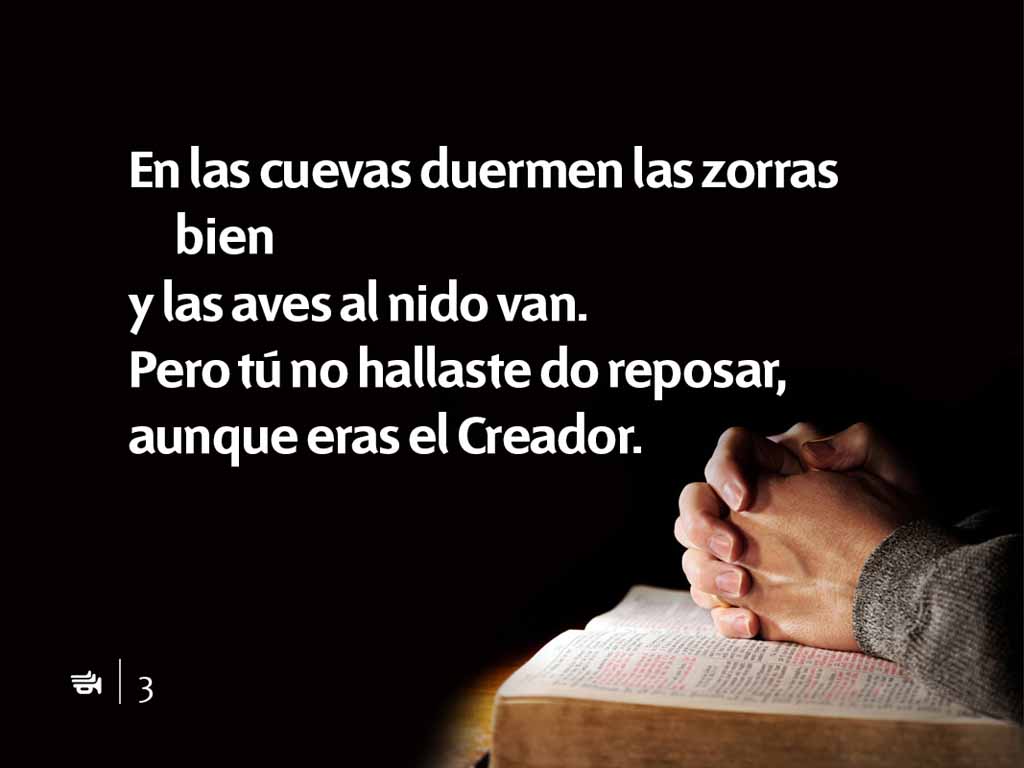 En las cuevas duermen las zorras
bien
y las aves al nido van.
Pero tú no hallaste do reposar,
aunque eras el Creador.
3